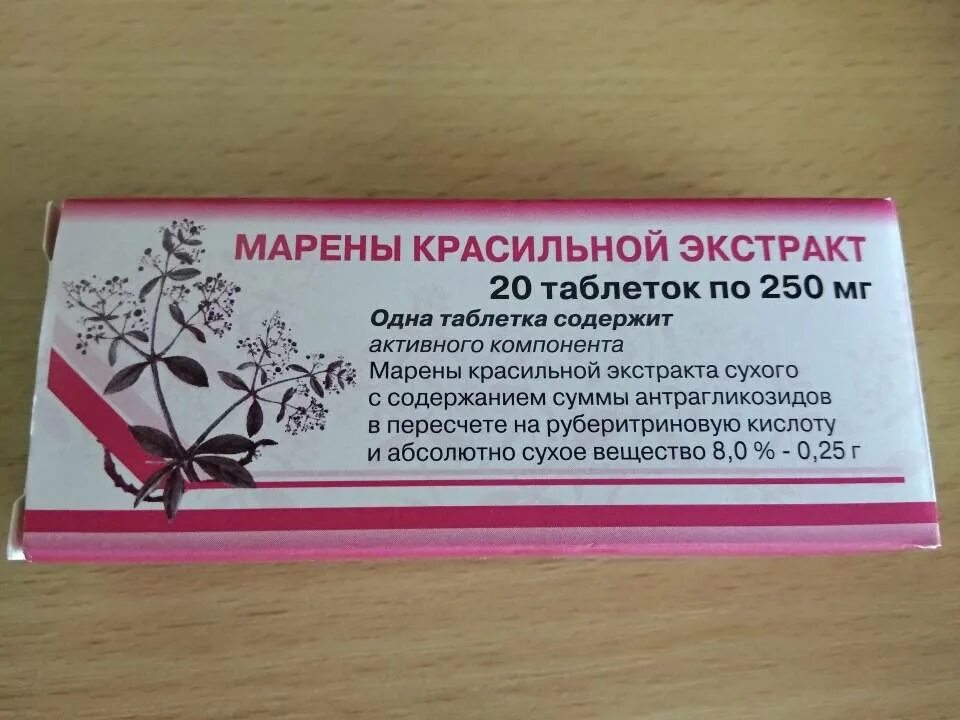 МАРЕНЫ КРАСИЛЬНОЙ ЭКСТРАКТ
20 таблеток по 250 мг
Одна таблетка содержит
активного компонента
Марены красильной экстракта сухого
с содержанием суммы антрагликозидов
в пересчете на руберитриновую кислоту
и абсолютно сухое вещество 8,0 % - 0,25 г